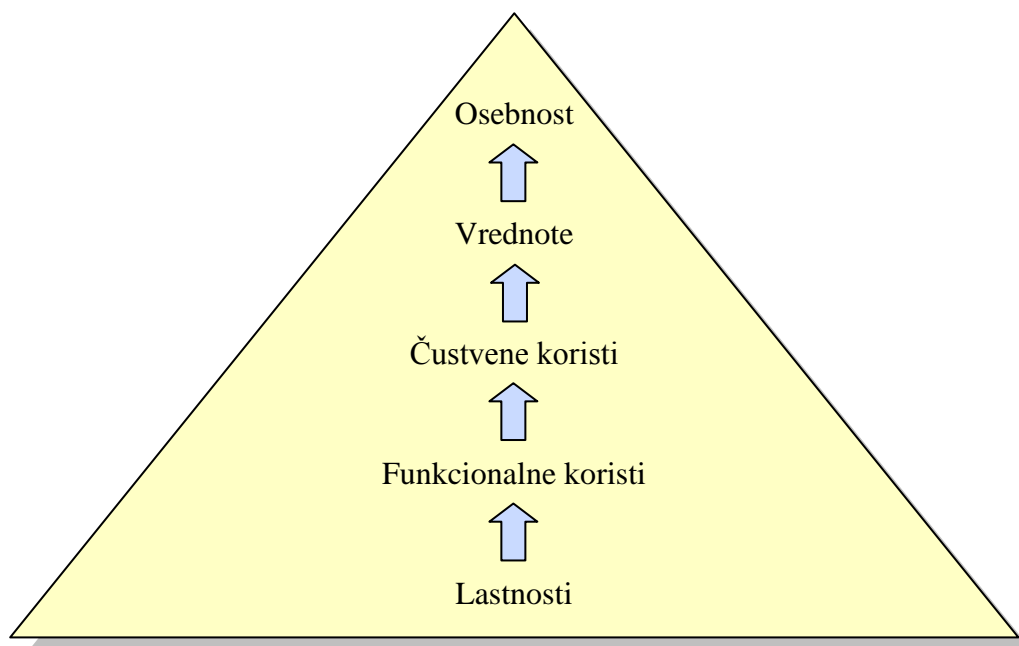 Osebnost
Vrednote
Čustvene koristi
Funkcionalne koristi
Lastnosti